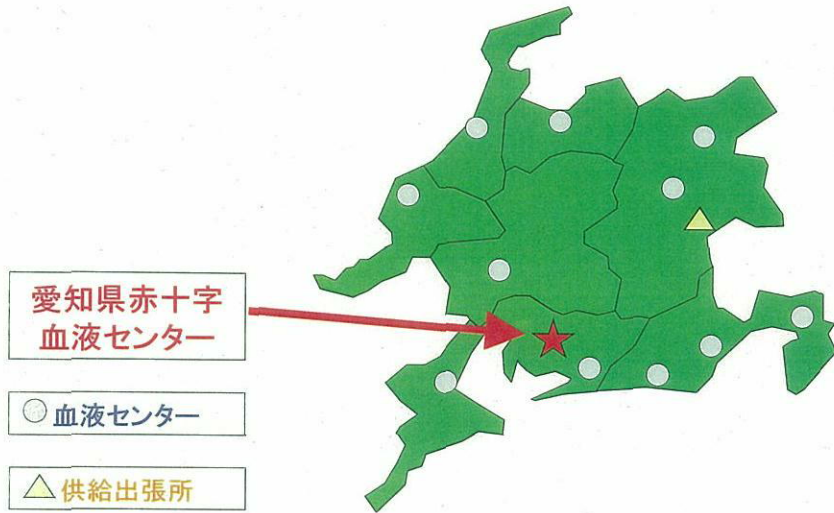 愛知県赤十字
血液センター
血液センター
供給出張所